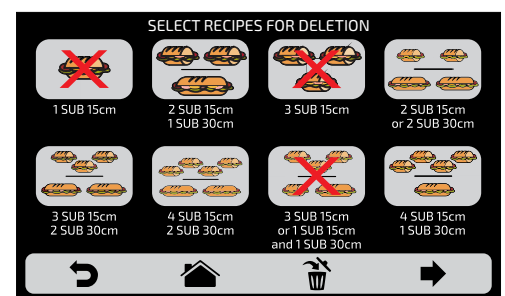 SELECT RECIPES FOR DELETION
1 SUB 15cm
2 SUB 15cm
1 SUB 30cm
3 SUB 15cm
2 SUB 15cm
or 2 SUB 30cm
3 SUB 15cm
2 SUB 30cm
4 SUB 15cm
2 SUB 30cm
3 SUB 15cm
or 1 SUB 15cm
and 1 SUB 30cm
4 SUB 15cm
1 SUB 30cm